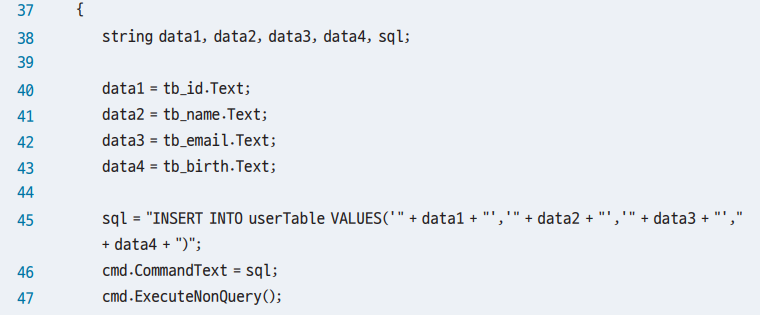 37 {
38 string data1, data2, data3, data4, sql;
39
40 data1 = tb_id.Text;
41 data2 = tb_name.Text;
42 data3 = tb_email.Text;
43 data4 = tb_birth.Text;
44
45 sql = "INSERT INTO userTable VALUES('" + data1 + "','" + data2 + "','" + data3 + "',"
+ data4 + ")";
46 cmd.CommandText = sql;
47 cmd.ExecuteNonQuery();